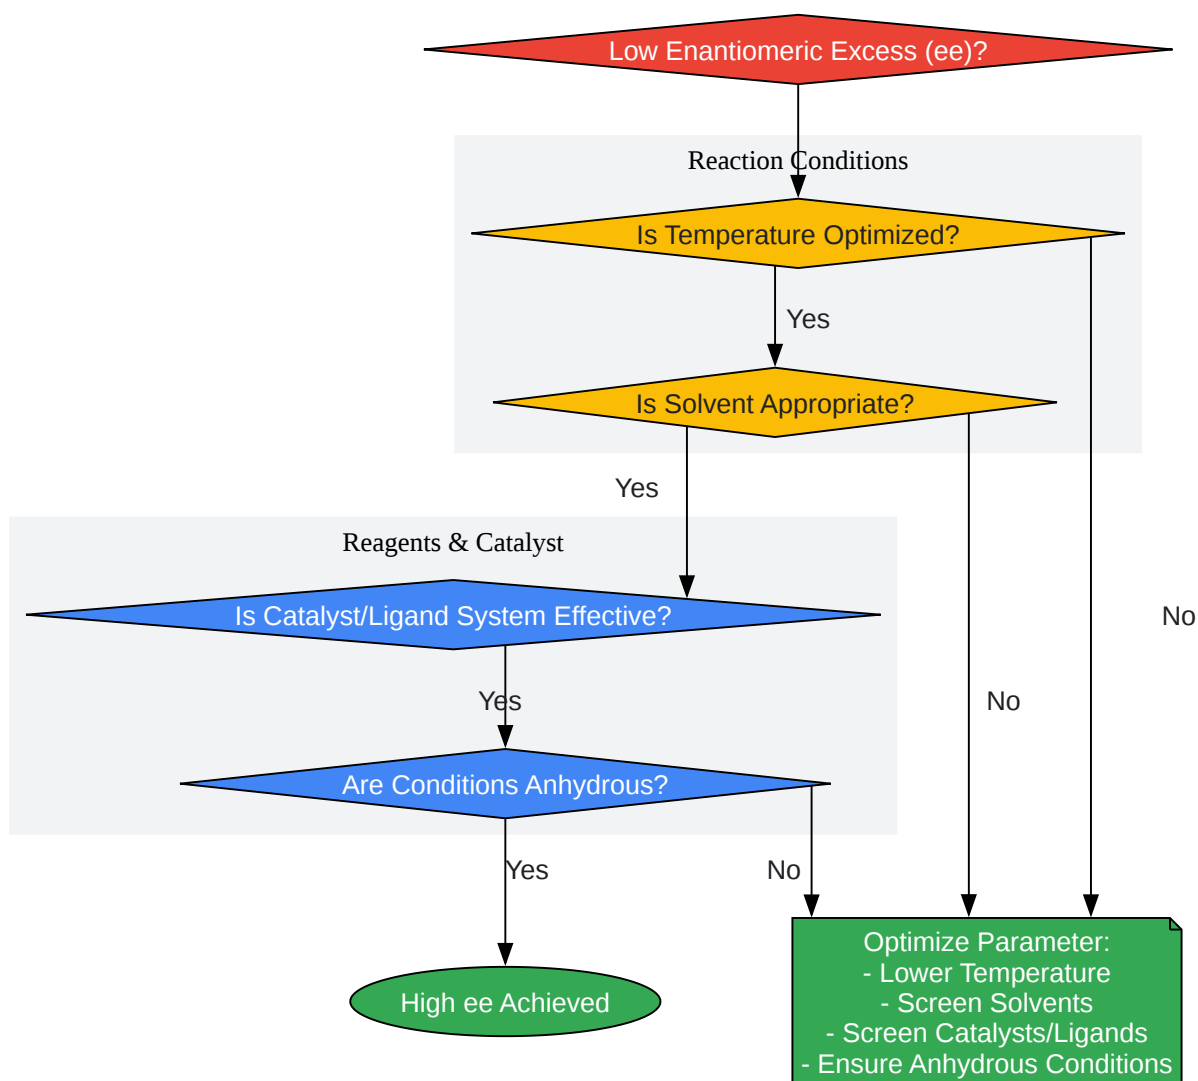 Low Enantiomeric Excess (ee)?
Reaction Conditions
Is Temperature Optimized?
Yes
Is Solvent Appropriate?
Yes
Reagents & Catalyst
Is Catalyst/Ligand System Effective?
No
Yes
No
Are Conditions Anhydrous?
Yes
No
Optimize Parameter:
- Lower Temperature
- Screen Solvents
- Screen Catalysts/Ligands
- Ensure Anhydrous Conditions
High ee Achieved